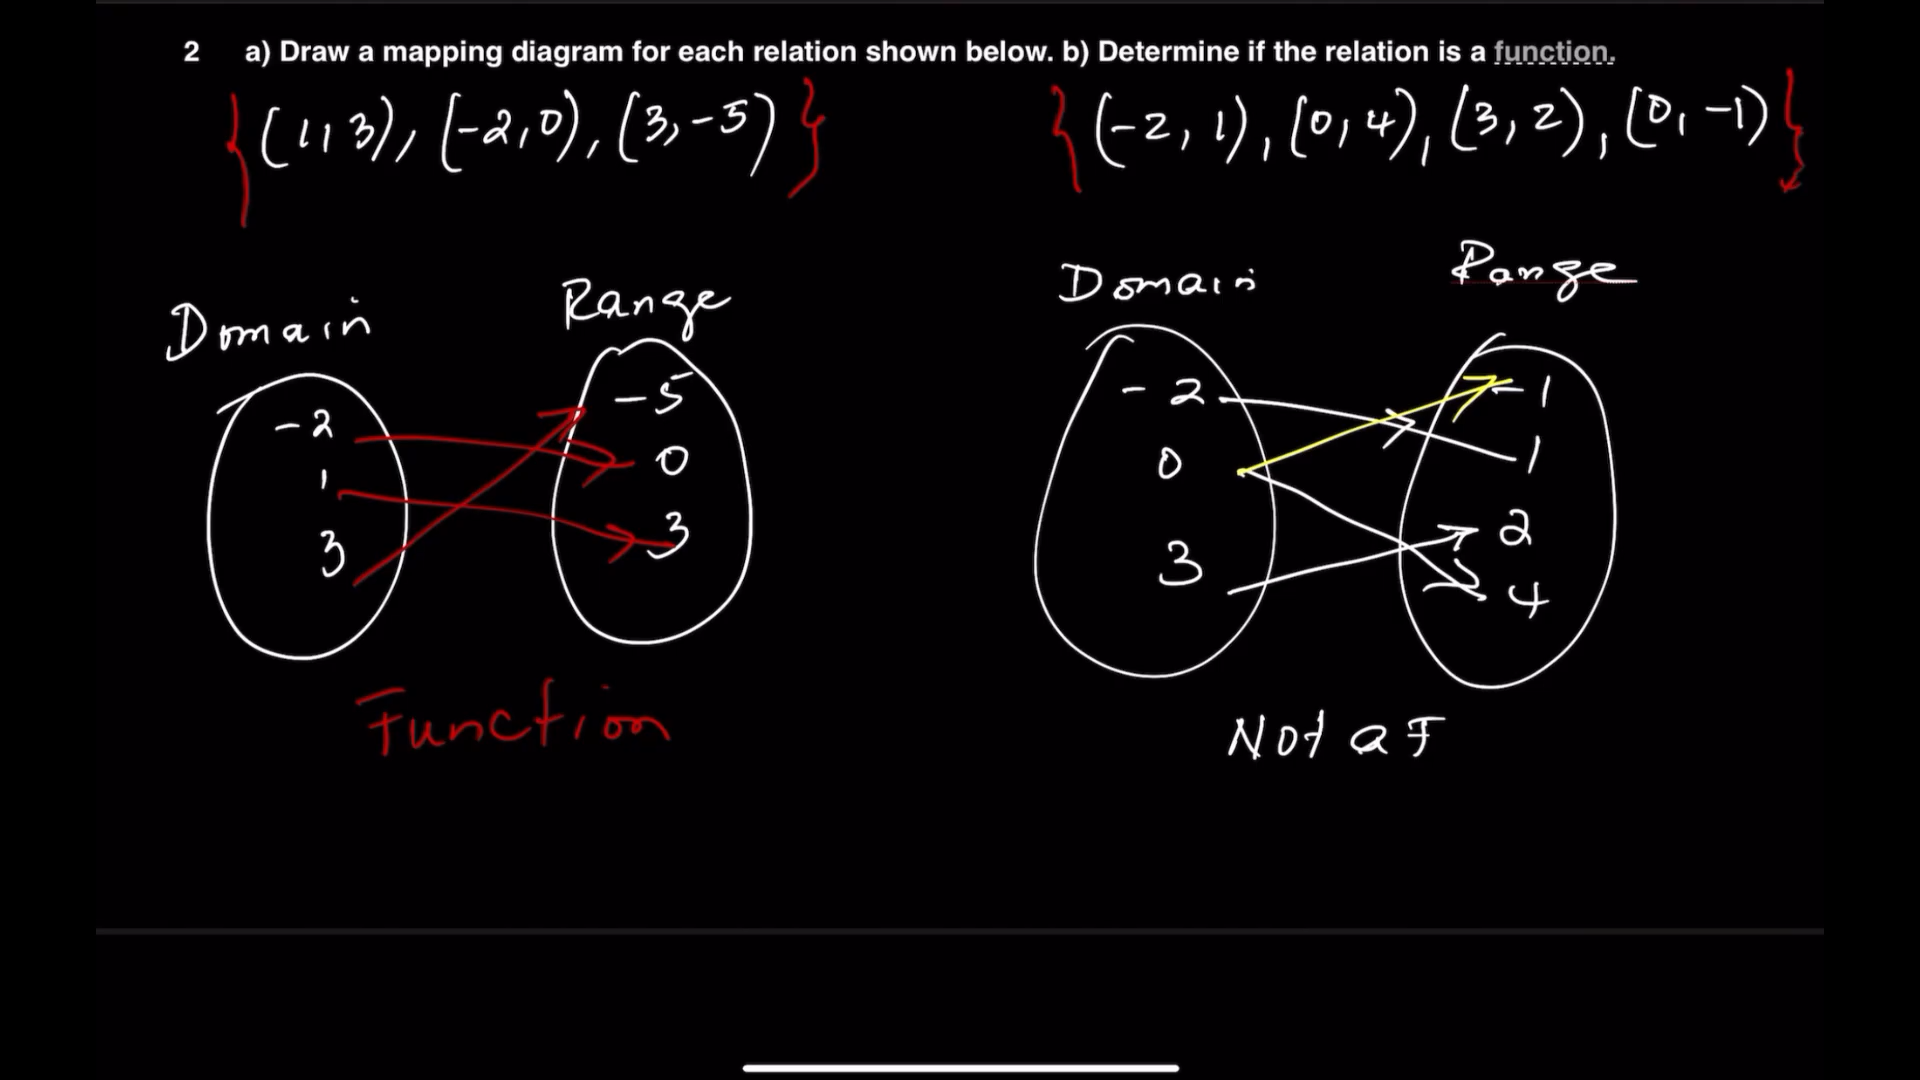 2 a) Draw a mapping diagram for each relation shown below. b) Determine if the relation is a function.
{(1,3), (-2,0), (3,-5)}
{(-2, 1), (0, 4), (3, 2), (0, -1)}
Domain
Range
-2
1
3
-5
0
3
Function
Domain
Range
-2
0
3
-1
1
2
4
Not a F